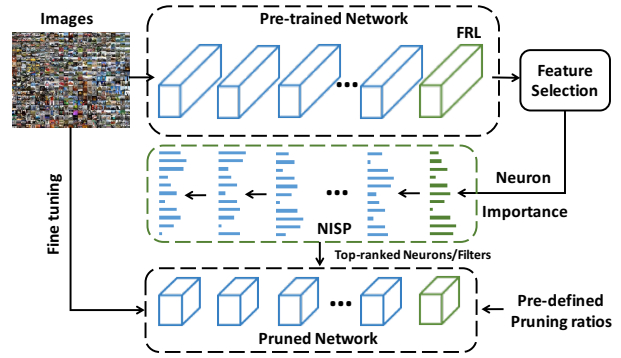 Images
Pre-trained Network
FRL
Feature
Selection
Neuron
Importance
NISP
Fine tuning
Top-ranked Neurons/Filters
Pre-defined
Pruning ratios
Pruned Network